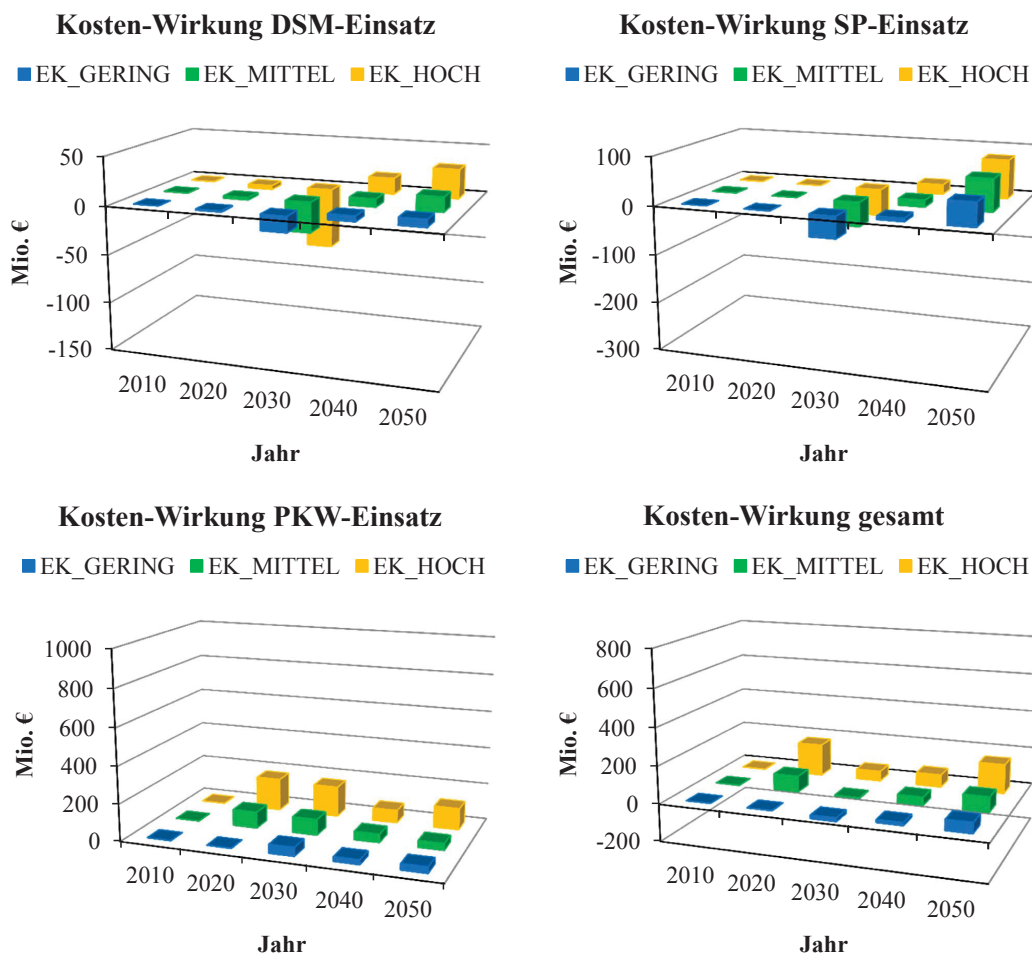 Kosten-Wirkung DSM-Einsatz
EK_GERING EK_MITTEL EK_HOCH
50
0
-50
-100
-150
Mio. €
2010 2020 2030 2040 2050
Jahr
Kosten-Wirkung SP-Einsatz
EK_GERING EK_MITTEL EK_HOCH
100
0
-100
-200
-300
Mio. €
2010 2020 2030 2040 2050
Jahr
Kosten-Wirkung PKW-Einsatz
EK_GERING EK_MITTEL EK_HOCH
1000
800
600
400
200
0
Mio. €
2010 2020 2030 2040 2050
Jahr
Kosten-Wirkung gesamt
EK_GERING EK_MITTEL EK_HOCH
800
600
400
200
0
-200
Mio. €
2010 2020 2030 2040 2050
Jahr